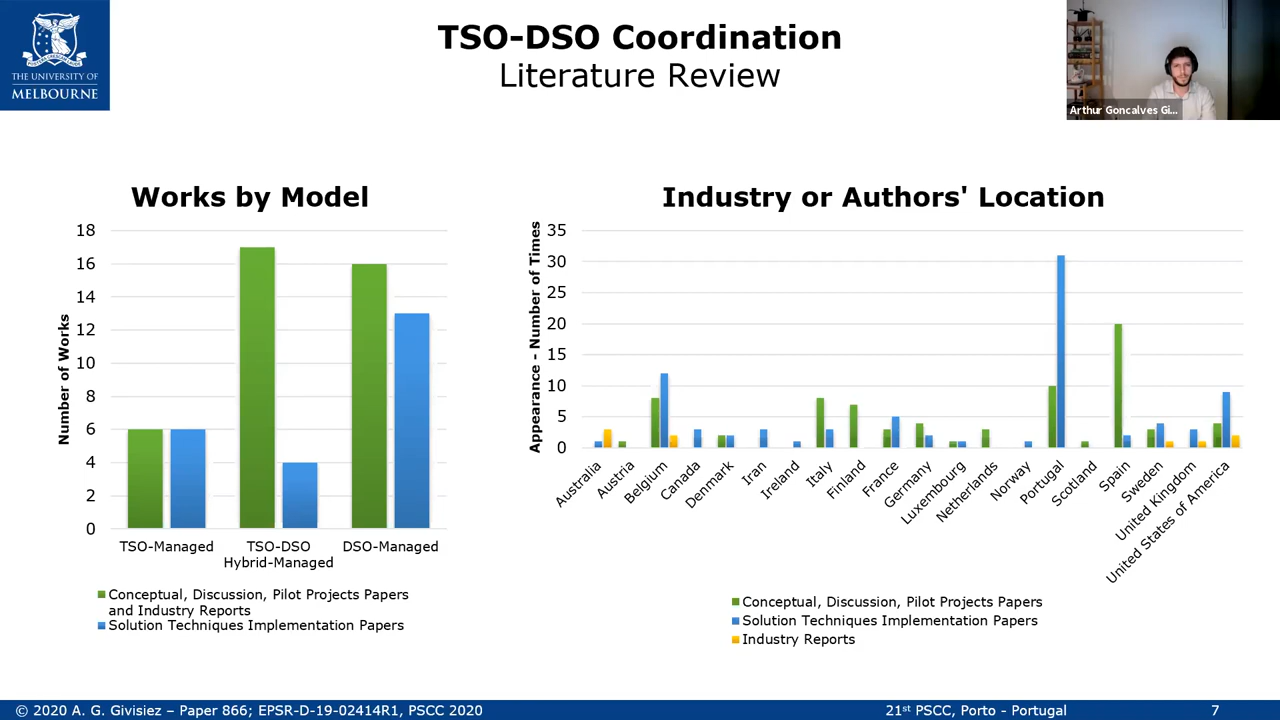 THE UNIVERSITY OF
MELBOURNE
TSO-DSO Coordination
Literature Review
Arthur Goncalves Gi...
Works by Model
Number of Works
18
16
14
12
10
8
6
4
2
0
TSO-Managed
TSO-DSO
Hybrid-Managed
DSO-Managed
Conceptual, Discussion, Pilot Projects Papers
and Industry Reports
Solution Techniques Implementation Papers
Industry or Authors' Location
Appearance - Number of Times
35
30
25
20
15
10
5
0
Australia
Austria
Belgium
Canada
Denmark
Iran
Ireland
Italy
Finland
France
Germany
Luxembourg
Netherlands
Norway
Portugal
Scotland
Spain
Sweden
United Kingdom
United States of America
Conceptual, Discussion, Pilot Projects Papers
Solution Techniques Implementation Papers
Industry Reports
© 2020 A. G. Givisiez – Paper 866; EPSR-D-19-02414R1, PSCC 2020
21st PSCC, Porto - Portugal
7